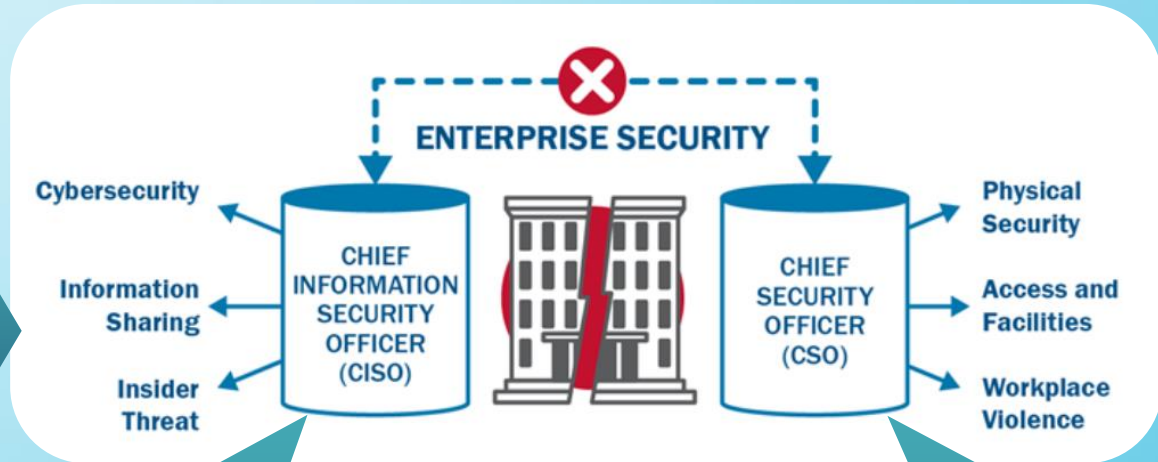 ENTERPRISE SECURITY
Cybersecurity
Information
Sharing
Insider
Threat
CHIEF
INFORMATION
SECURITY
OFFICER
(CISO)
CHIEF
SECURITY
OFFICER
(CSO)
Physical
Security
Access and
Facilities
Workplace
Violence